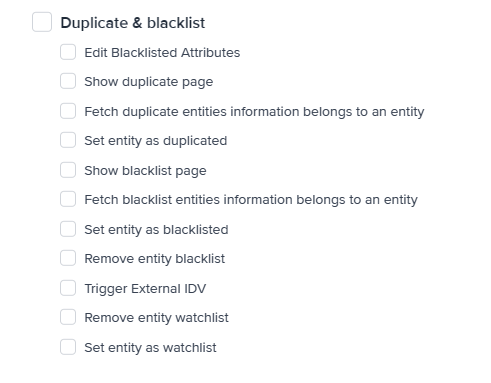 Duplicate & blacklist
Edit Blacklisted Attributes
Show duplicate page
Fetch duplicate entities information belongs to an entity
Set entity as duplicated
Show blacklist page
Fetch blacklist entities information belongs to an entity
Set entity as blacklisted
Remove entity blacklist
Trigger External IDV
Remove entity watchlist
Set entity as watchlist